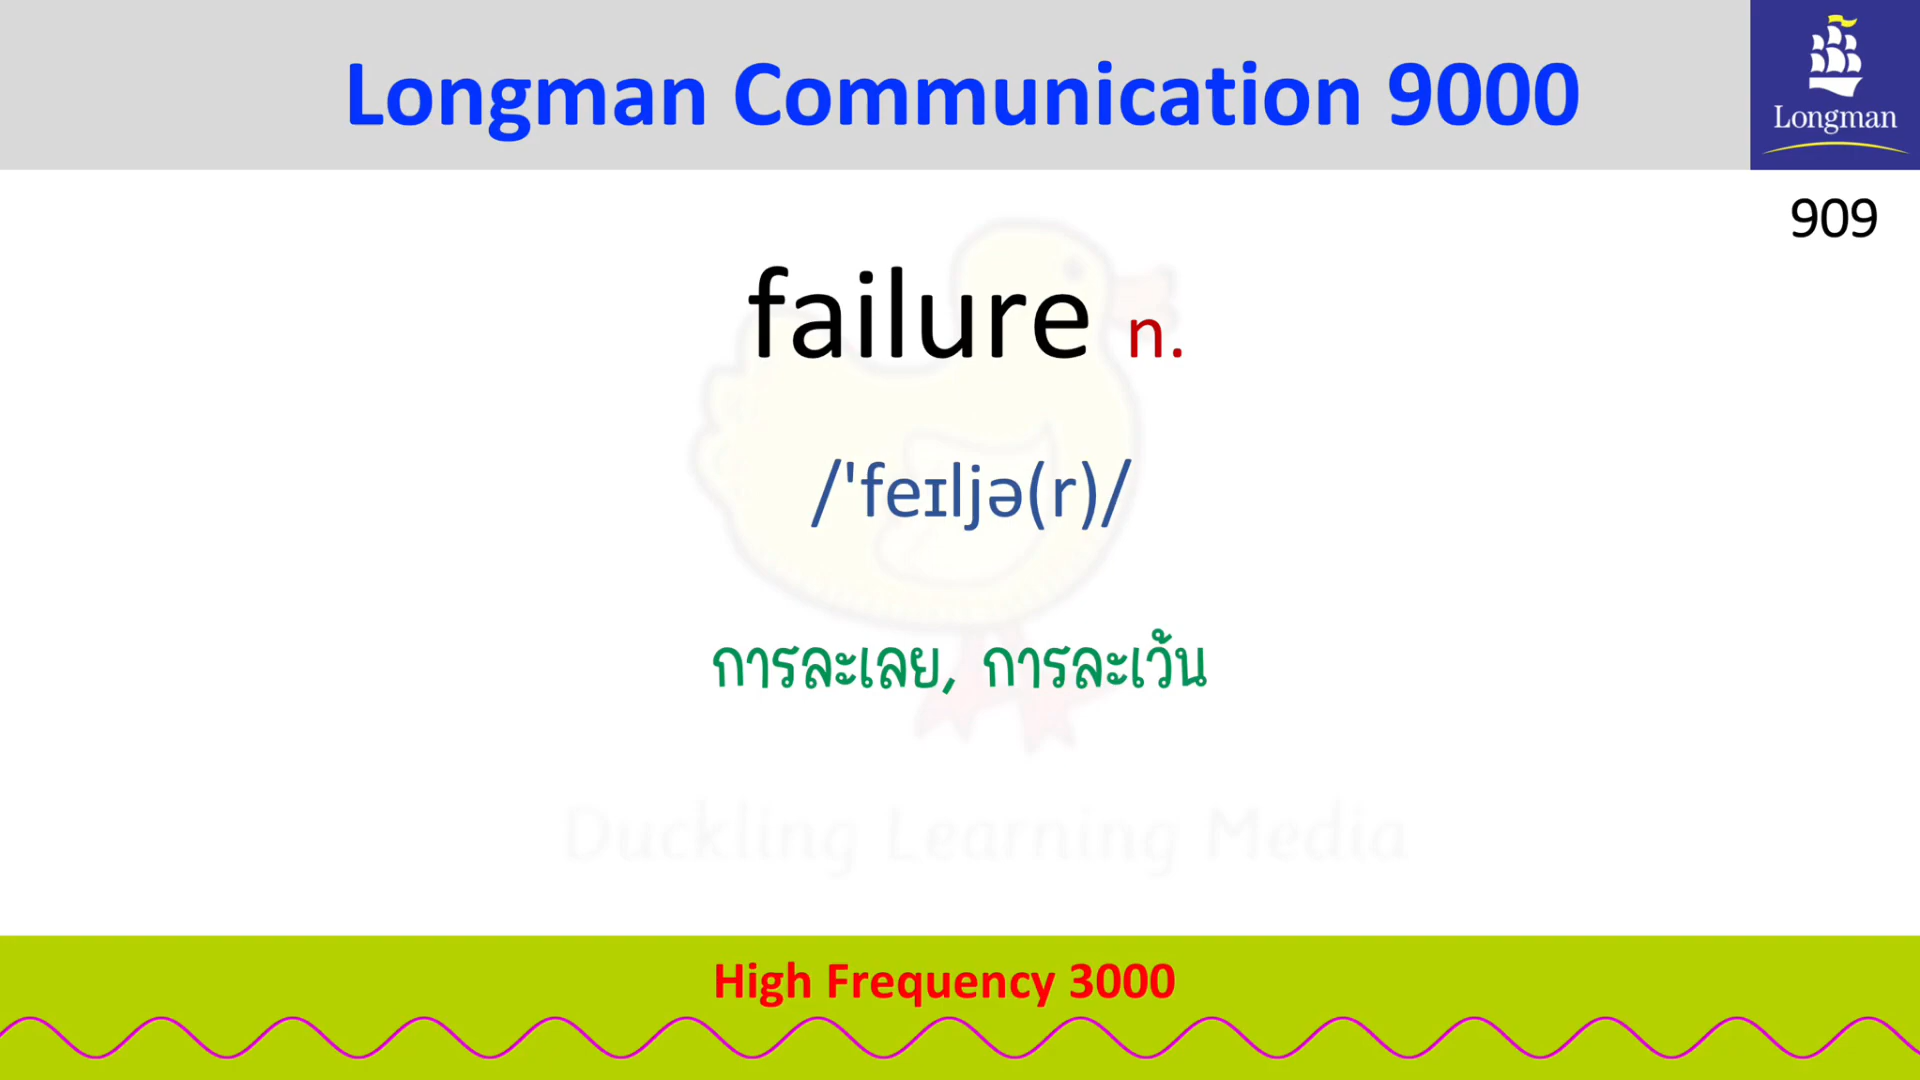 Longman Communication 9000
Longman
909
failure n.
/ˈfeɪljə(r)/
การละเลย, การละเว้น
Duckling Learning Media
High Frequency 3000